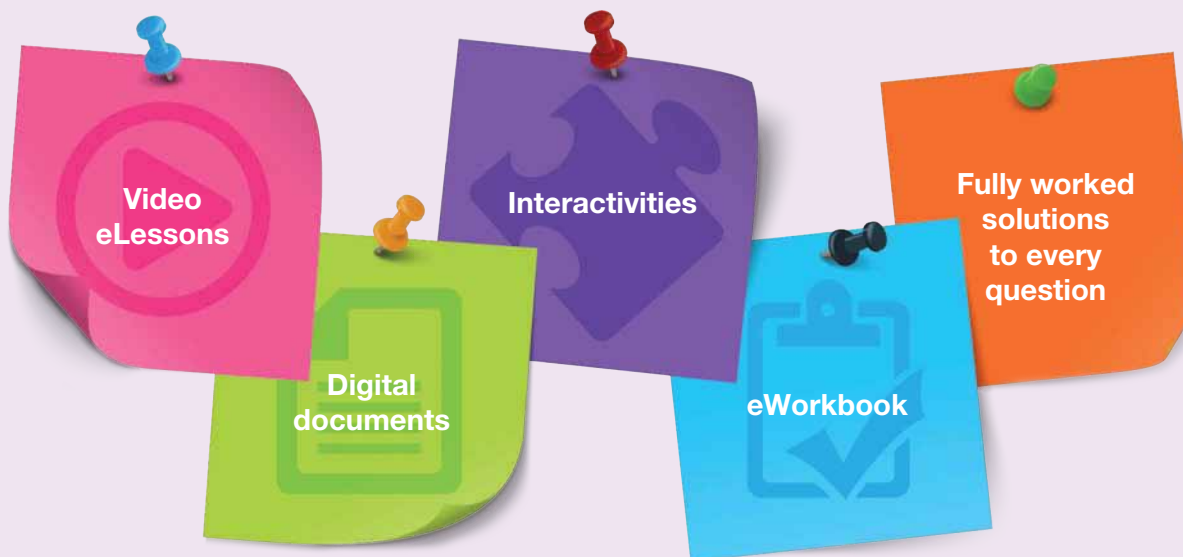 Video
eLessons
Digital
documents
Interactivities
eWorkbook
Fully worked
solutions
to every
question